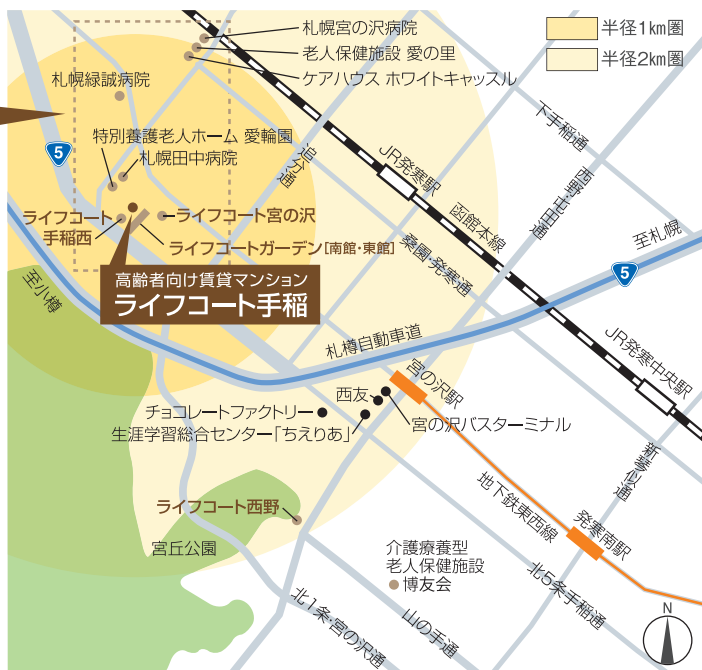 半径1km圏
半径2km圏
札幌宮の沢病院
老人保健施設 愛の里
ケアハウス ホワイトキャッスル
札幌緑誠病院
下手稲通
5
特別養護老人ホーム 愛輪園
札幌田中病院
追分通
JR発寒駅
西野屯田通
函館本線
ライフコート
手稲西
ライフコート宮の沢
ライフコートガーデン[南館・東館]
桑園・発寒通
至札幌
5
高齢者向け賃貸マンション
ライフコート手稲
至小樽
札樽自動車道
JR発寒中央駅
宮の沢駅
西友
チョコレートファクトリー
宮の沢バスターミナル
生涯学習総合センター「ちえりあ」
新琴似通
地下鉄東西線
ライフコート西野
発寒南駅
宮丘公園
介護療養型
老人保健施設
博友会
北5条手稲通
北1条・宮の沢通
山の手通
N